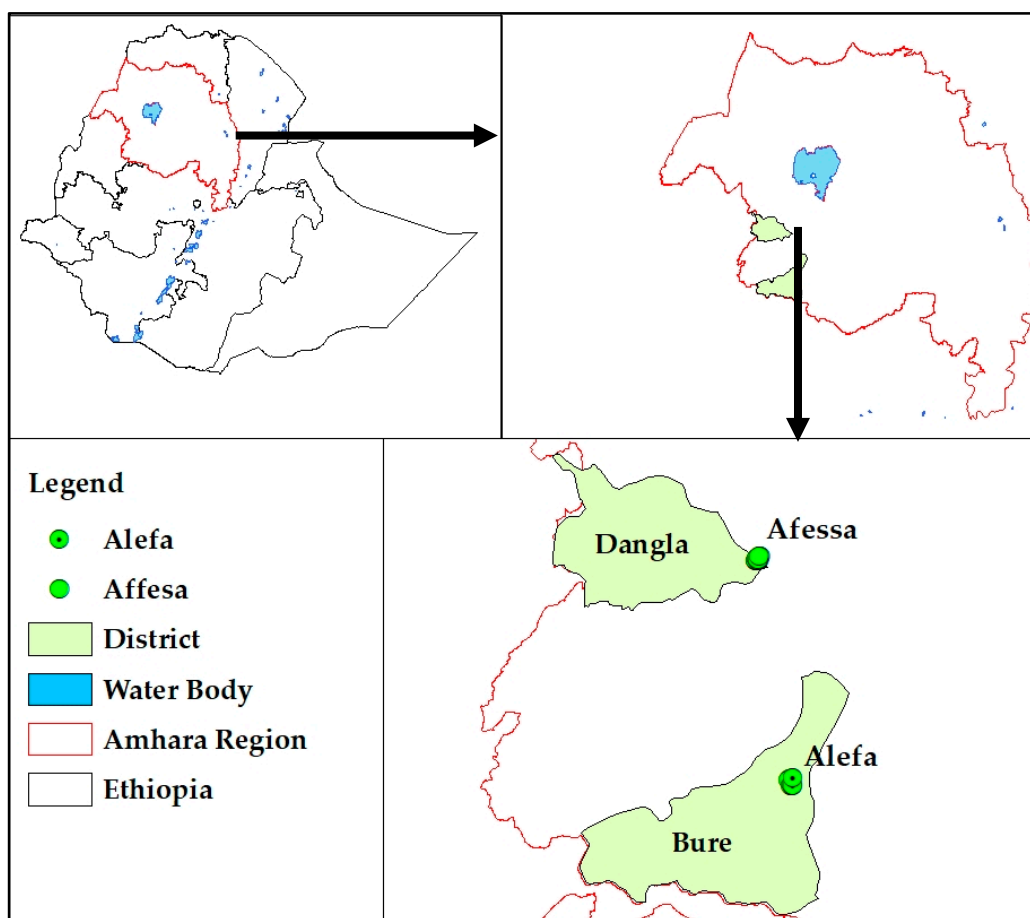 Legend
Alefa
Affesa
District
Water Body
Amhara Region
Ethiopia
Dangla
Afessa
Alefa
Bure